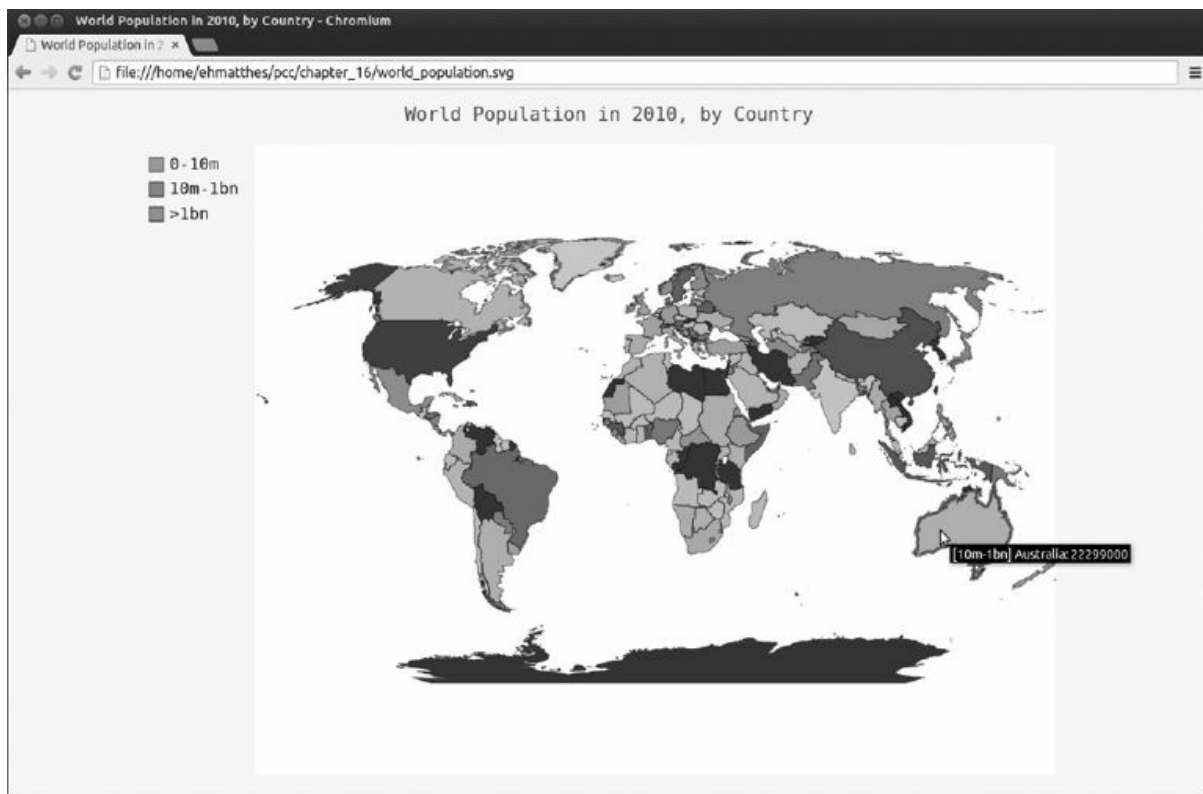 World Population in 2010, by Country - Chromium
World Population in 2
file:///home/ehmatthes/pcc/chapter_16/world_population.svg
World Population in 2010, by Country
0-10m
10m-1bn
>1bn
[10m-1bn] Australia: 22299000